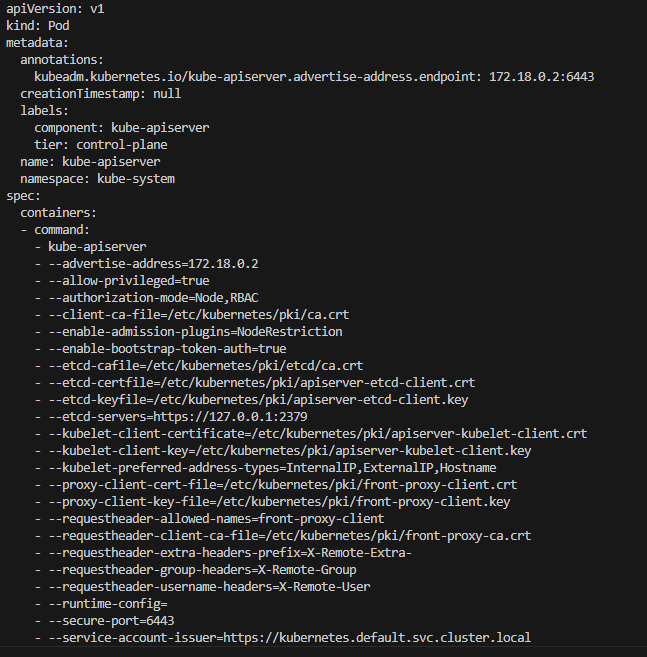 apiVersion: v1
kind: Pod
metadata:
  annotations:
    kubeadm.kubernetes.io/kube-apiserver.advertise-address.endpoint: 172.18.0.2:6443
  creationTimestamp: null
  labels:
    component: kube-apiserver
    tier: control-plane
  name: kube-apiserver
  namespace: kube-system
spec:
  containers:
  - command:
    - kube-apiserver
    - --advertise-address=172.18.0.2
    - --allow-privileged=true
    - --authorization-mode=Node,RBAC
    - --client-ca-file=/etc/kubernetes/pki/ca.crt
    - --enable-admission-plugins=NodeRestriction
    - --enable-bootstrap-token-auth=true
    - --etcd-cafile=/etc/kubernetes/pki/etcd/ca.crt
    - --etcd-certfile=/etc/kubernetes/pki/apiserver-etcd-client.crt
    - --etcd-keyfile=/etc/kubernetes/pki/apiserver-etcd-client.key
    - --etcd-servers=https://127.0.0.1:2379
    - --kubelet-client-certificate=/etc/kubernetes/pki/apiserver-kubelet-client.crt
    - --kubelet-client-key=/etc/kubernetes/pki/apiserver-kubelet-client.key
    - --kubelet-preferred-address-types=InternalIP,ExternalIP,Hostname
    - --proxy-client-cert-file=/etc/kubernetes/pki/front-proxy-client.crt
    - --proxy-client-key-file=/etc/kubernetes/pki/front-proxy-client.key
    - --requestheader-allowed-names=front-proxy-client
    - --requestheader-client-ca-file=/etc/kubernetes/pki/front-proxy-ca.crt
    - --requestheader-extra-headers-prefix=X-Remote-Extra-
    - --requestheader-group-headers=X-Remote-Group
    - --requestheader-username-headers=X-Remote-User
    - --runtime-config=
    - --secure-port=6443
    - --service-account-issuer=https://kubernetes.default.svc.cluster.local